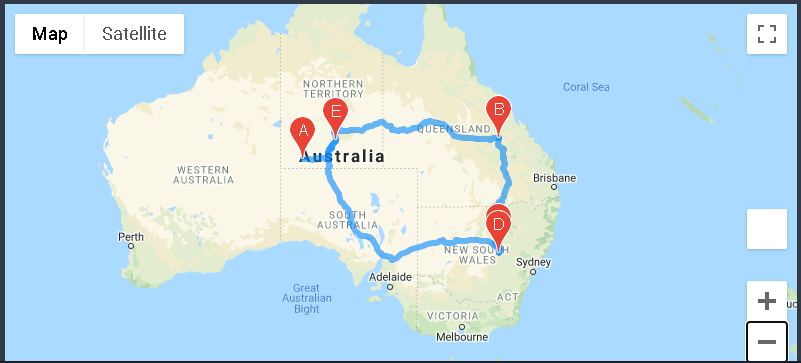 Map
Satellite
Coral Sea
NORTHERN
TERRITORY
E
B
A
QUEENSLAND
Australia
WESTERN
AUSTRALIA
Brisbane
SOUTH
AUSTRALIA
D
Perth
NEW SOUTH
WALES
Sydney
Adelaide
Great
Australian
Bight
ACT
VICTORIA
Melbourne